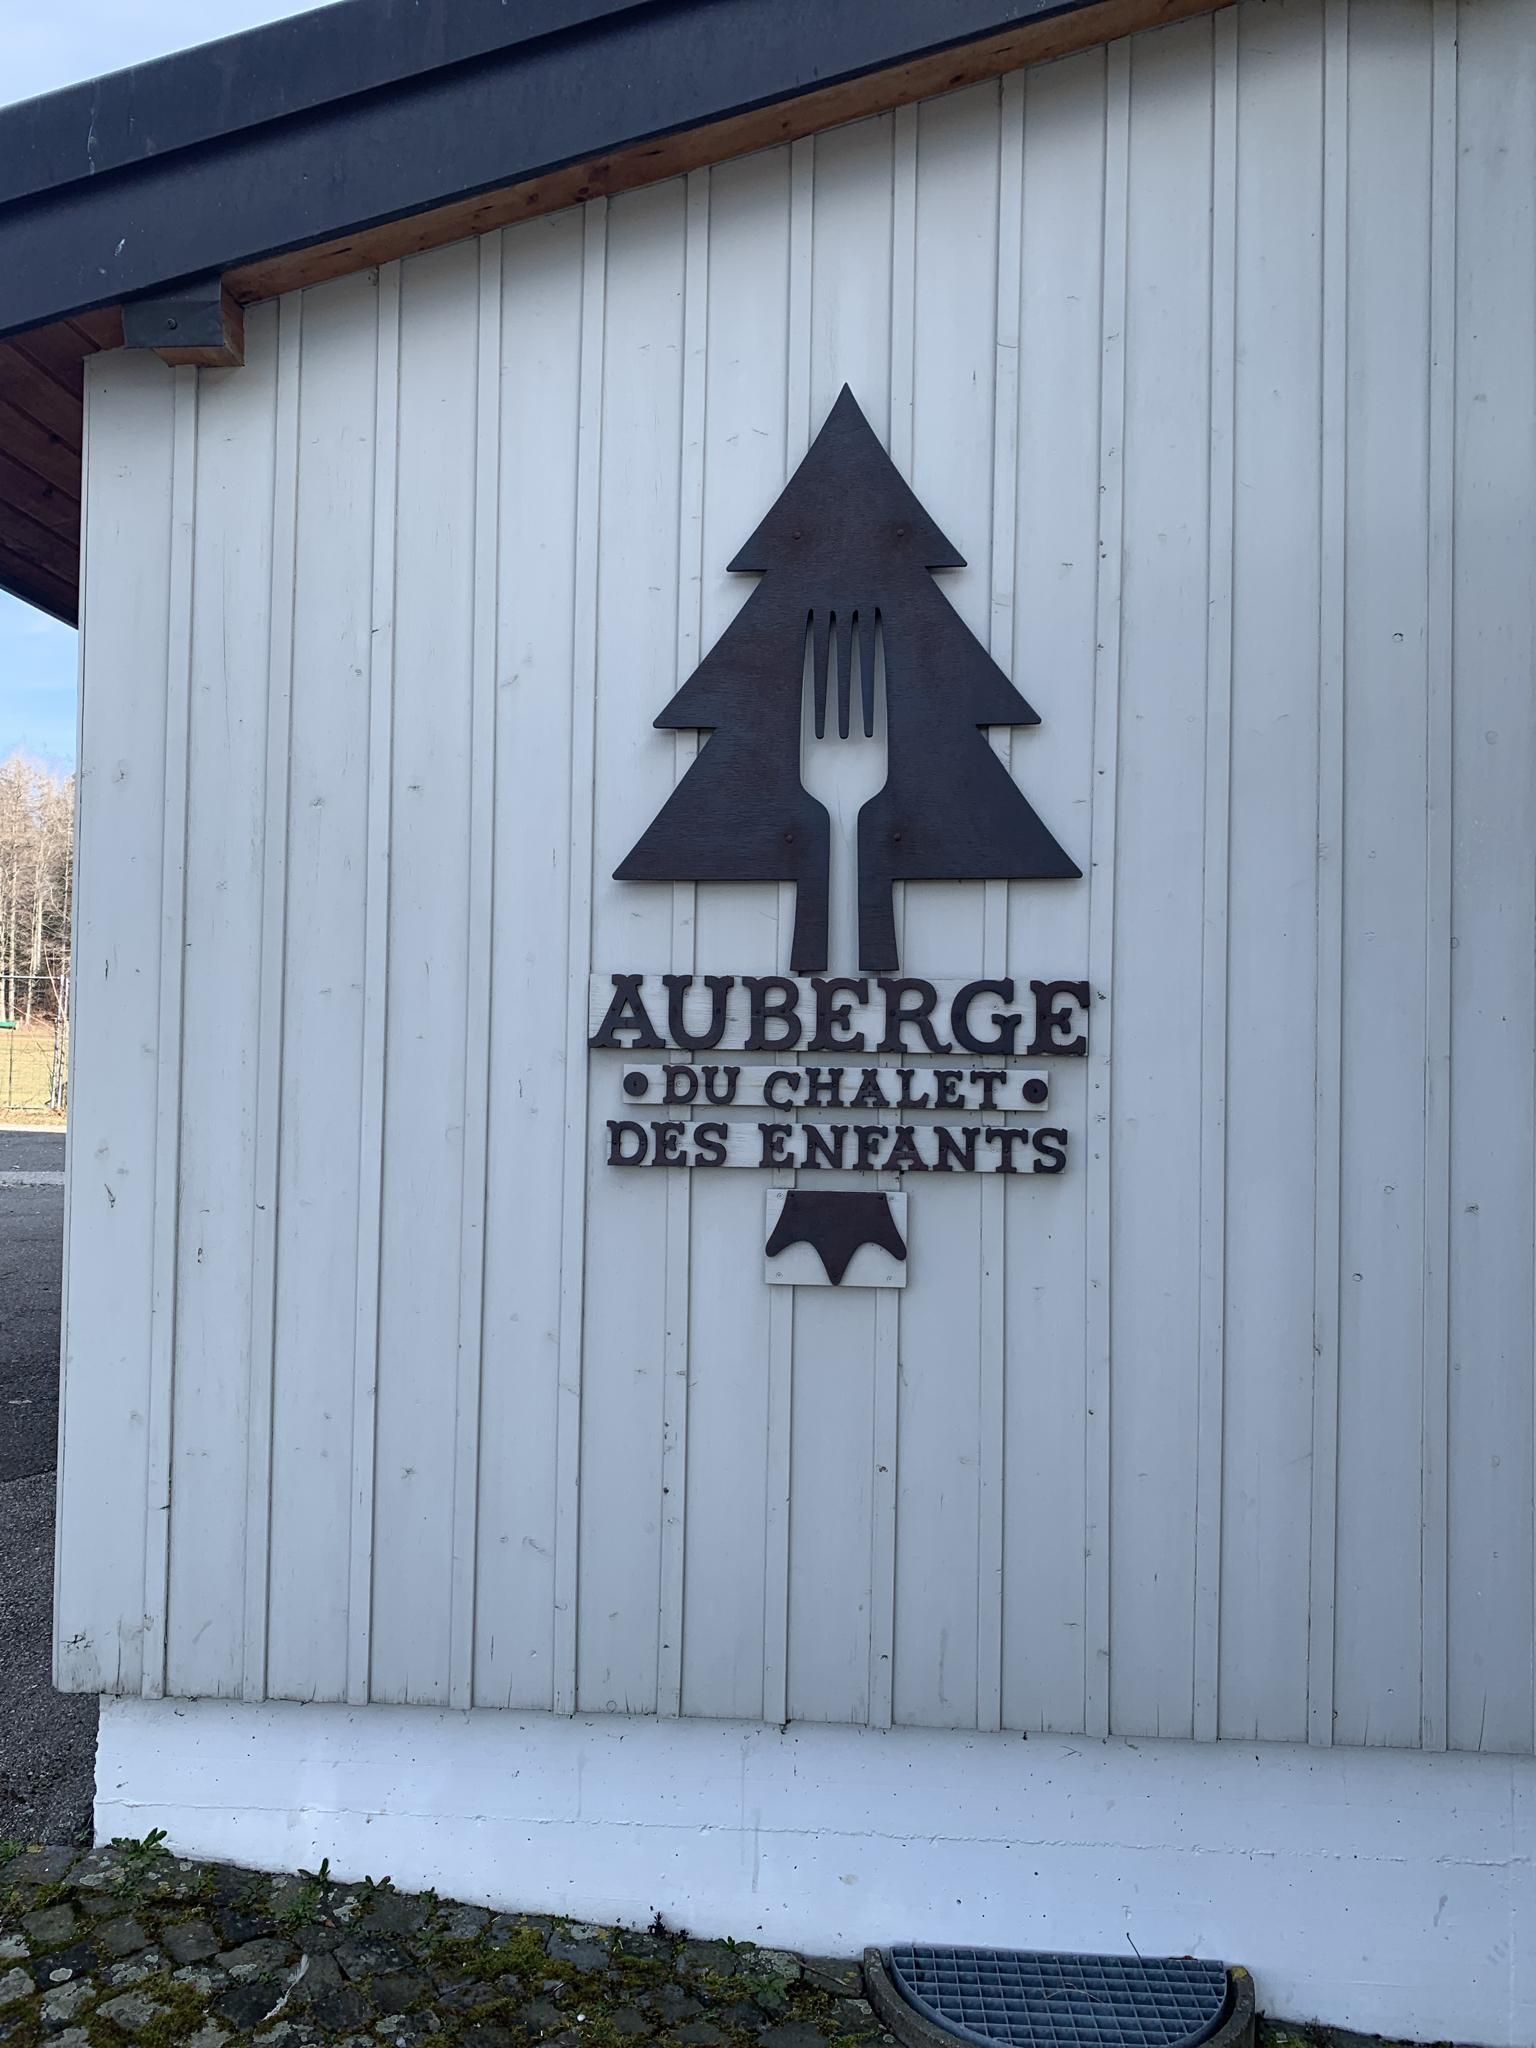 AUBERGE
• DU CHALET •
DES ENFANTS